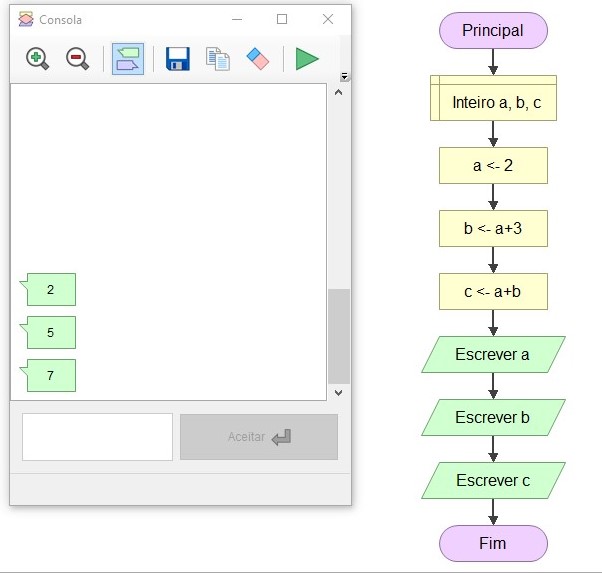 Consola
2
5
7
Aceitar
Principal
Inteiro a, b, c
a <- 2
b <- a+3
c <- a+b
Escrever a
Escrever b
Escrever c
Fim